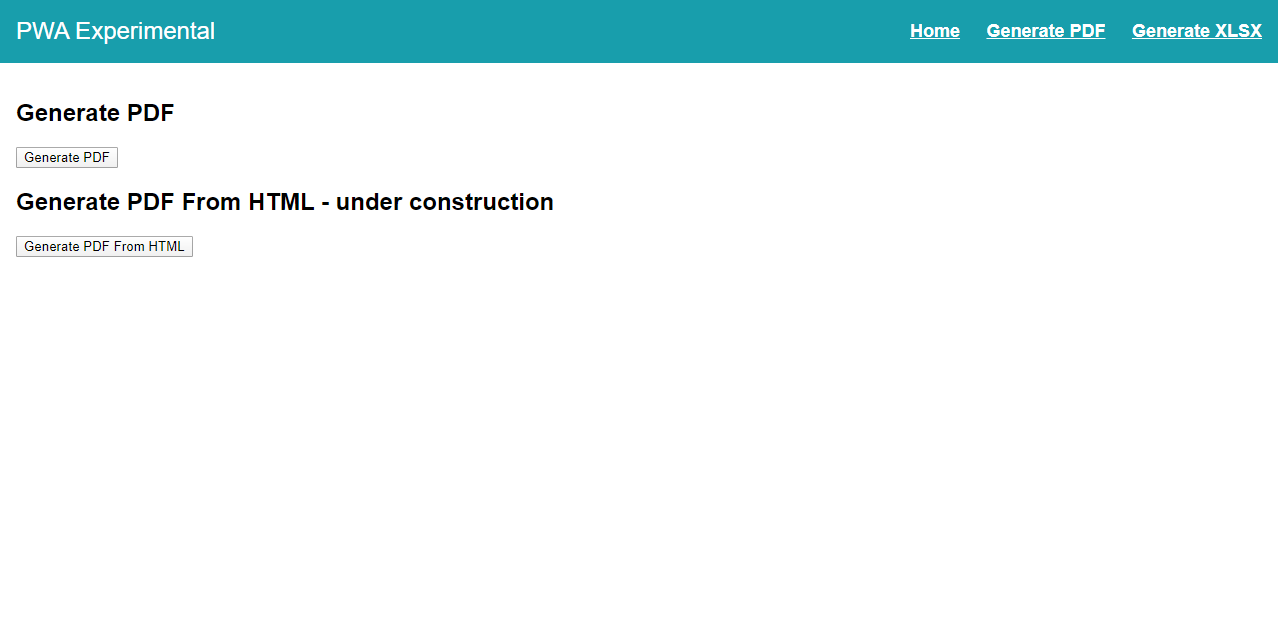 PWA Experimental
Home Generate PDF Generate XLSX
Generate PDF
Generate PDF
Generate PDF From HTML - under construction
Generate PDF From HTML